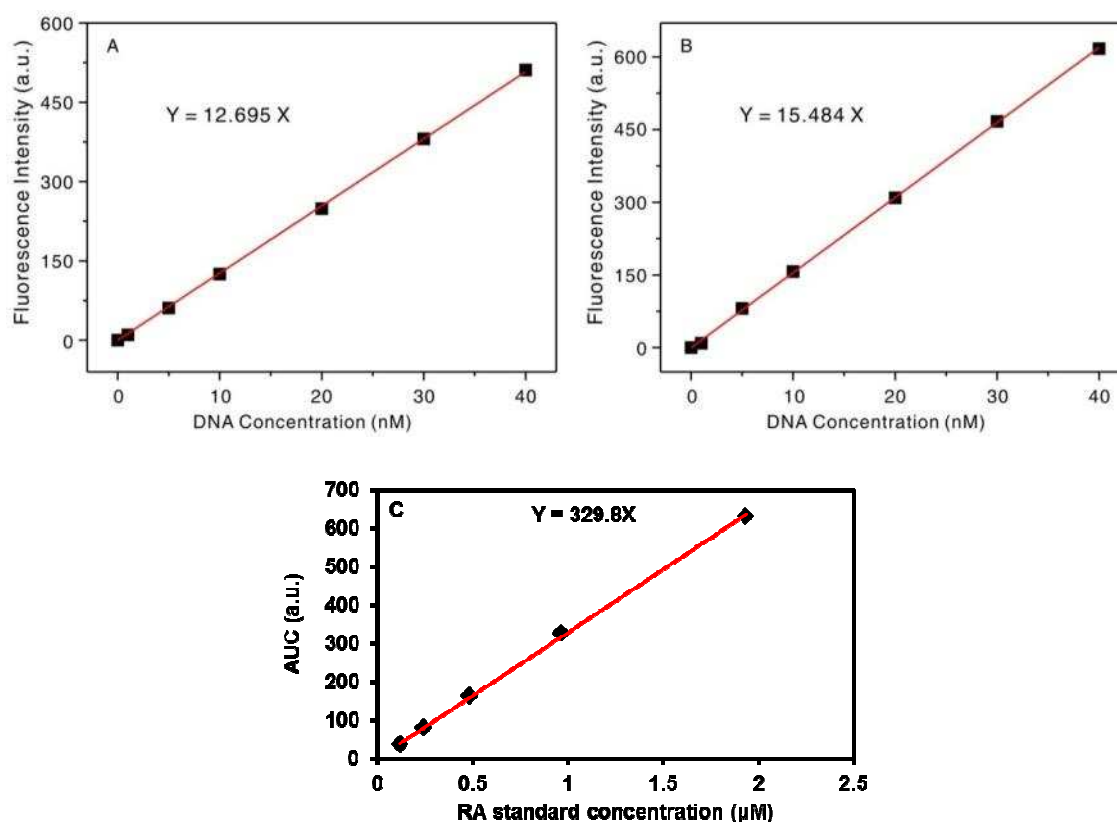 A
Y = 12.695 X
Fluorescence Intensity (a.u.)
600
450
300
150
0
0 10 20 30 40
DNA Concentration (nM)
B
Y = 15.484 X
Fluorescence Intensity (a.u.)
600
450
300
150
0
0 10 20 30 40
DNA Concentration (nM)
C
Y = 329.8X
AUC (a.u.)
700
600
500
400
300
200
100
0
0 0.5 1 1.5 2 2.5
RA standard concentration (µM)